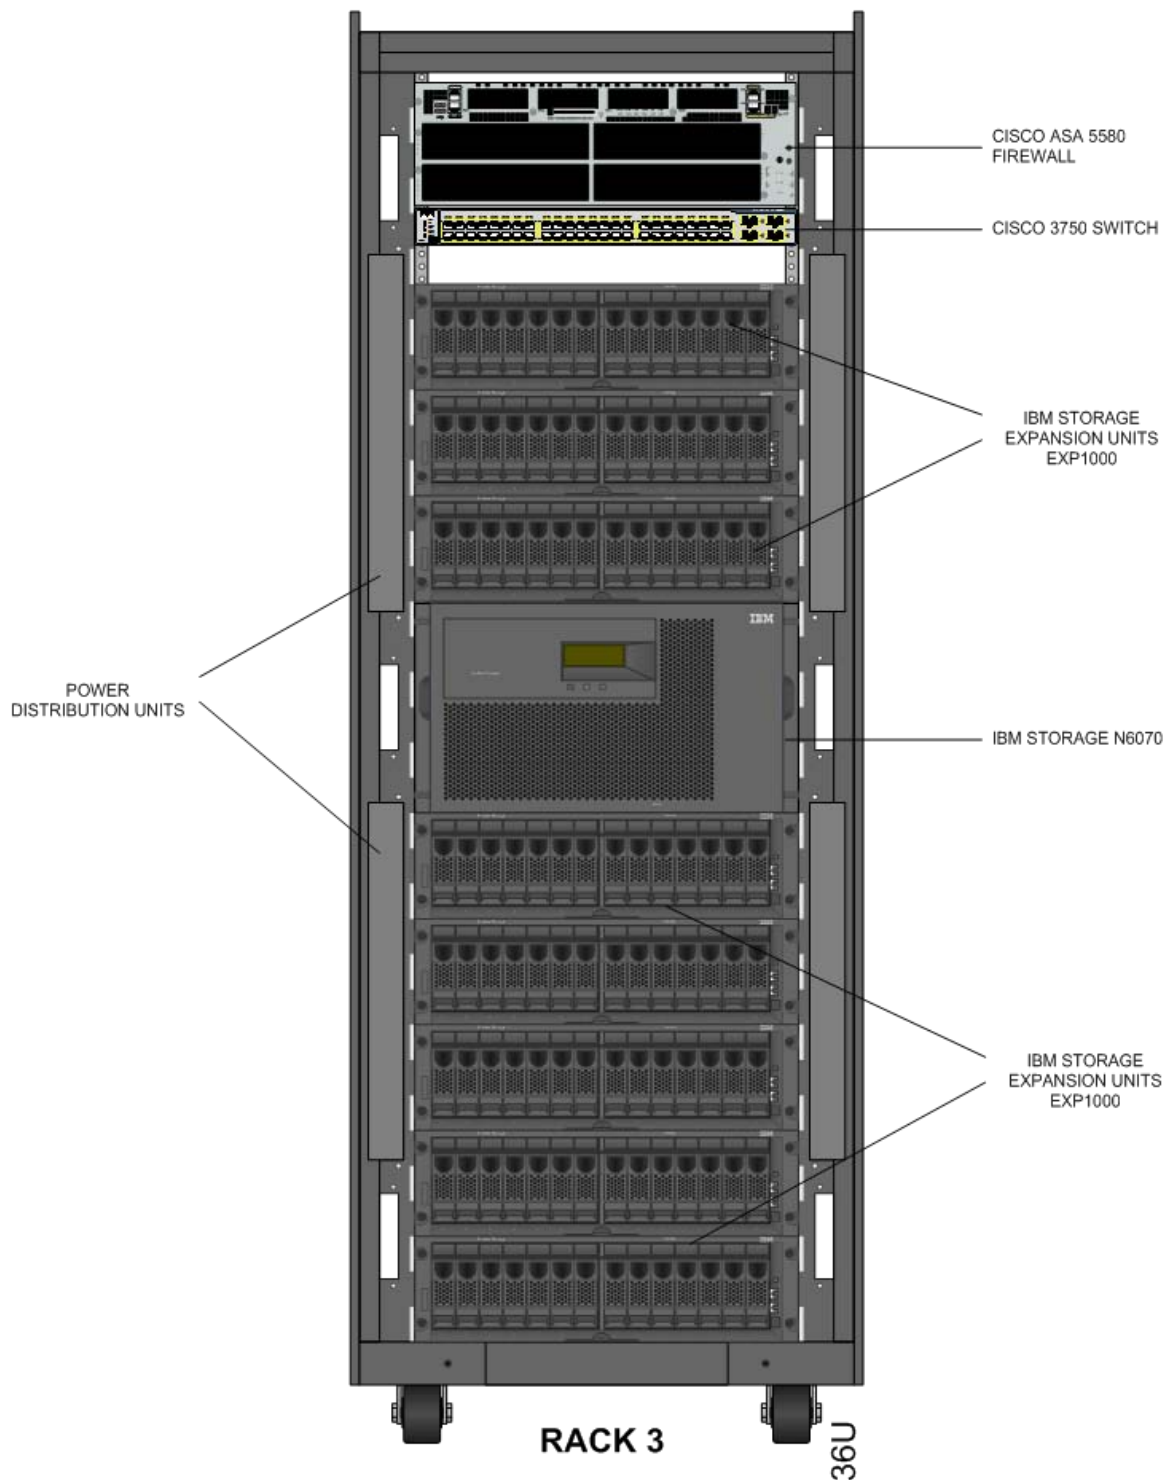 CISCO ASA 5580
FIREWALL
CISCO 3750 SWITCH
IBM STORAGE
EXPANSION UNITS
EXP1000
IBM
POWER
DISTRIBUTION UNITS
IBM STORAGE N6070
IBM STORAGE
EXPANSION UNITS
EXP1000
RACK 3
36U